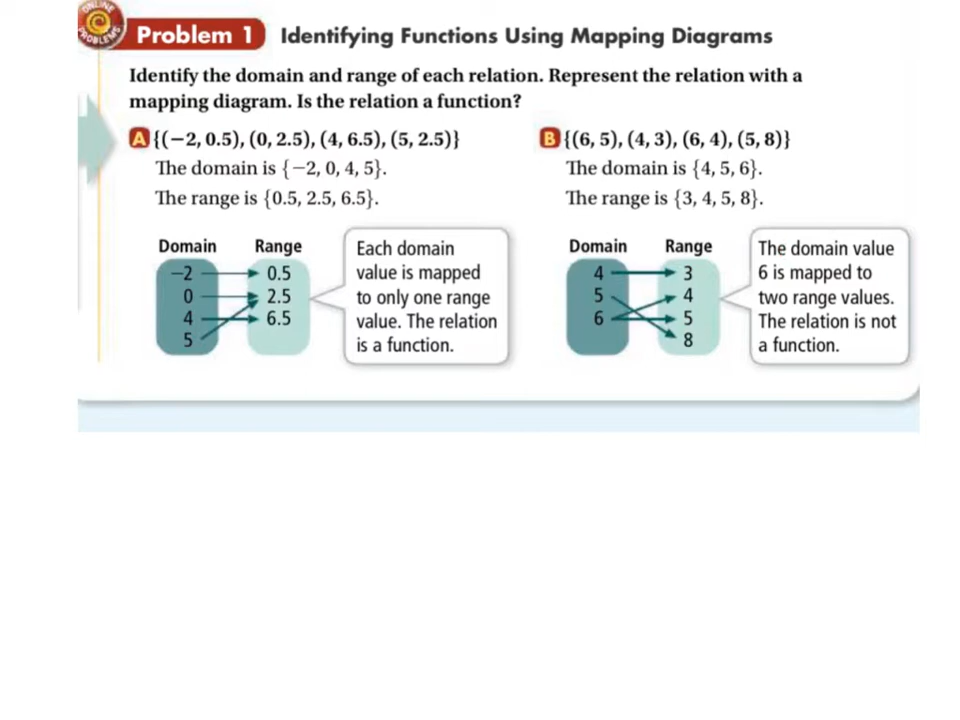 ONLINE
PROBLEMS
Problem 1 Identifying Functions Using Mapping Diagrams
Identify the domain and range of each relation. Represent the relation with a
mapping diagram. Is the relation a function?
A {(−2, 0.5), (0, 2.5), (4, 6.5), (5, 2.5)}
The domain is {−2, 0, 4, 5}.
The range is {0.5, 2.5, 6.5}.
Domain Range
−2 0.5
0 2.5
4 6.5
5
Each domain
value is mapped
to only one range
value. The relation
is a function.
B {(6, 5), (4, 3), (6, 4), (5, 8)}
The domain is {4, 5, 6}.
The range is {3, 4, 5, 8}.
Domain Range
4 3
5 4
6 5
8
The domain value
6 is mapped to
two range values.
The relation is not
a function.